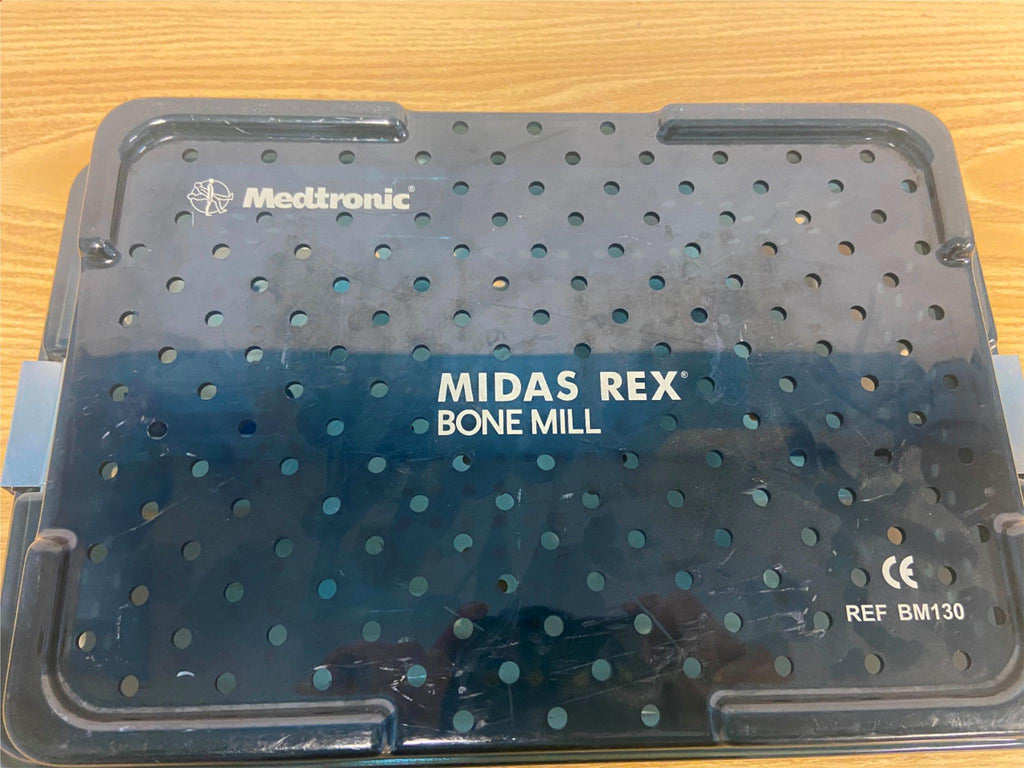 Medtronic®
MIDAS REX®
BONE MILL
CE
REF BM130